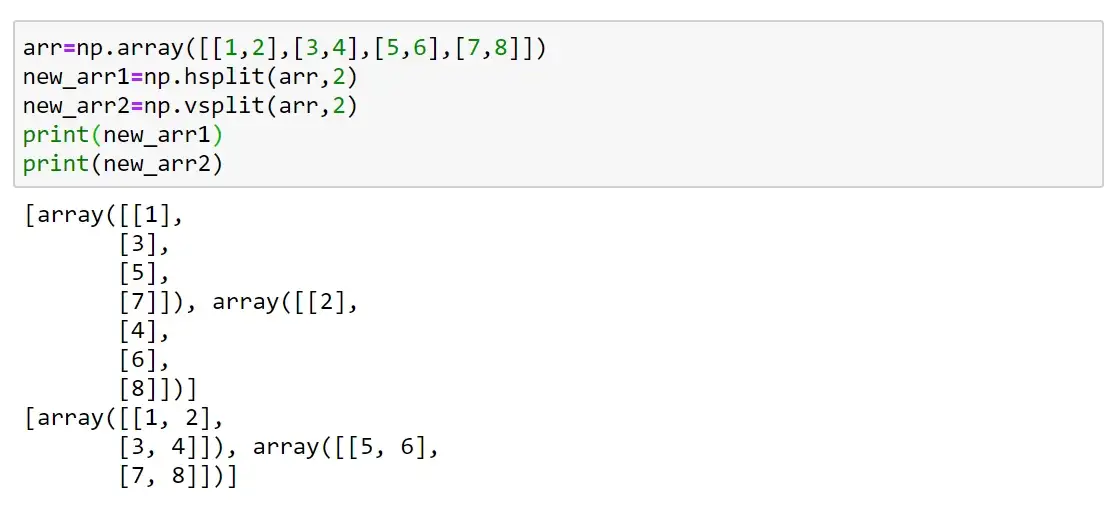 arr=np.array([[1,2],[3,4],[5,6],[7,8]])
new_arr1=np.hsplit(arr,2)
new_arr2=np.vsplit(arr,2)
print(new_arr1)
print(new_arr2)
[array([[1],
       [3],
       [5],
       [7]]), array([[2],
       [4],
       [6],
       [8]])]
[array([[1, 2],
       [3, 4]]), array([[5, 6],
       [7, 8]])]